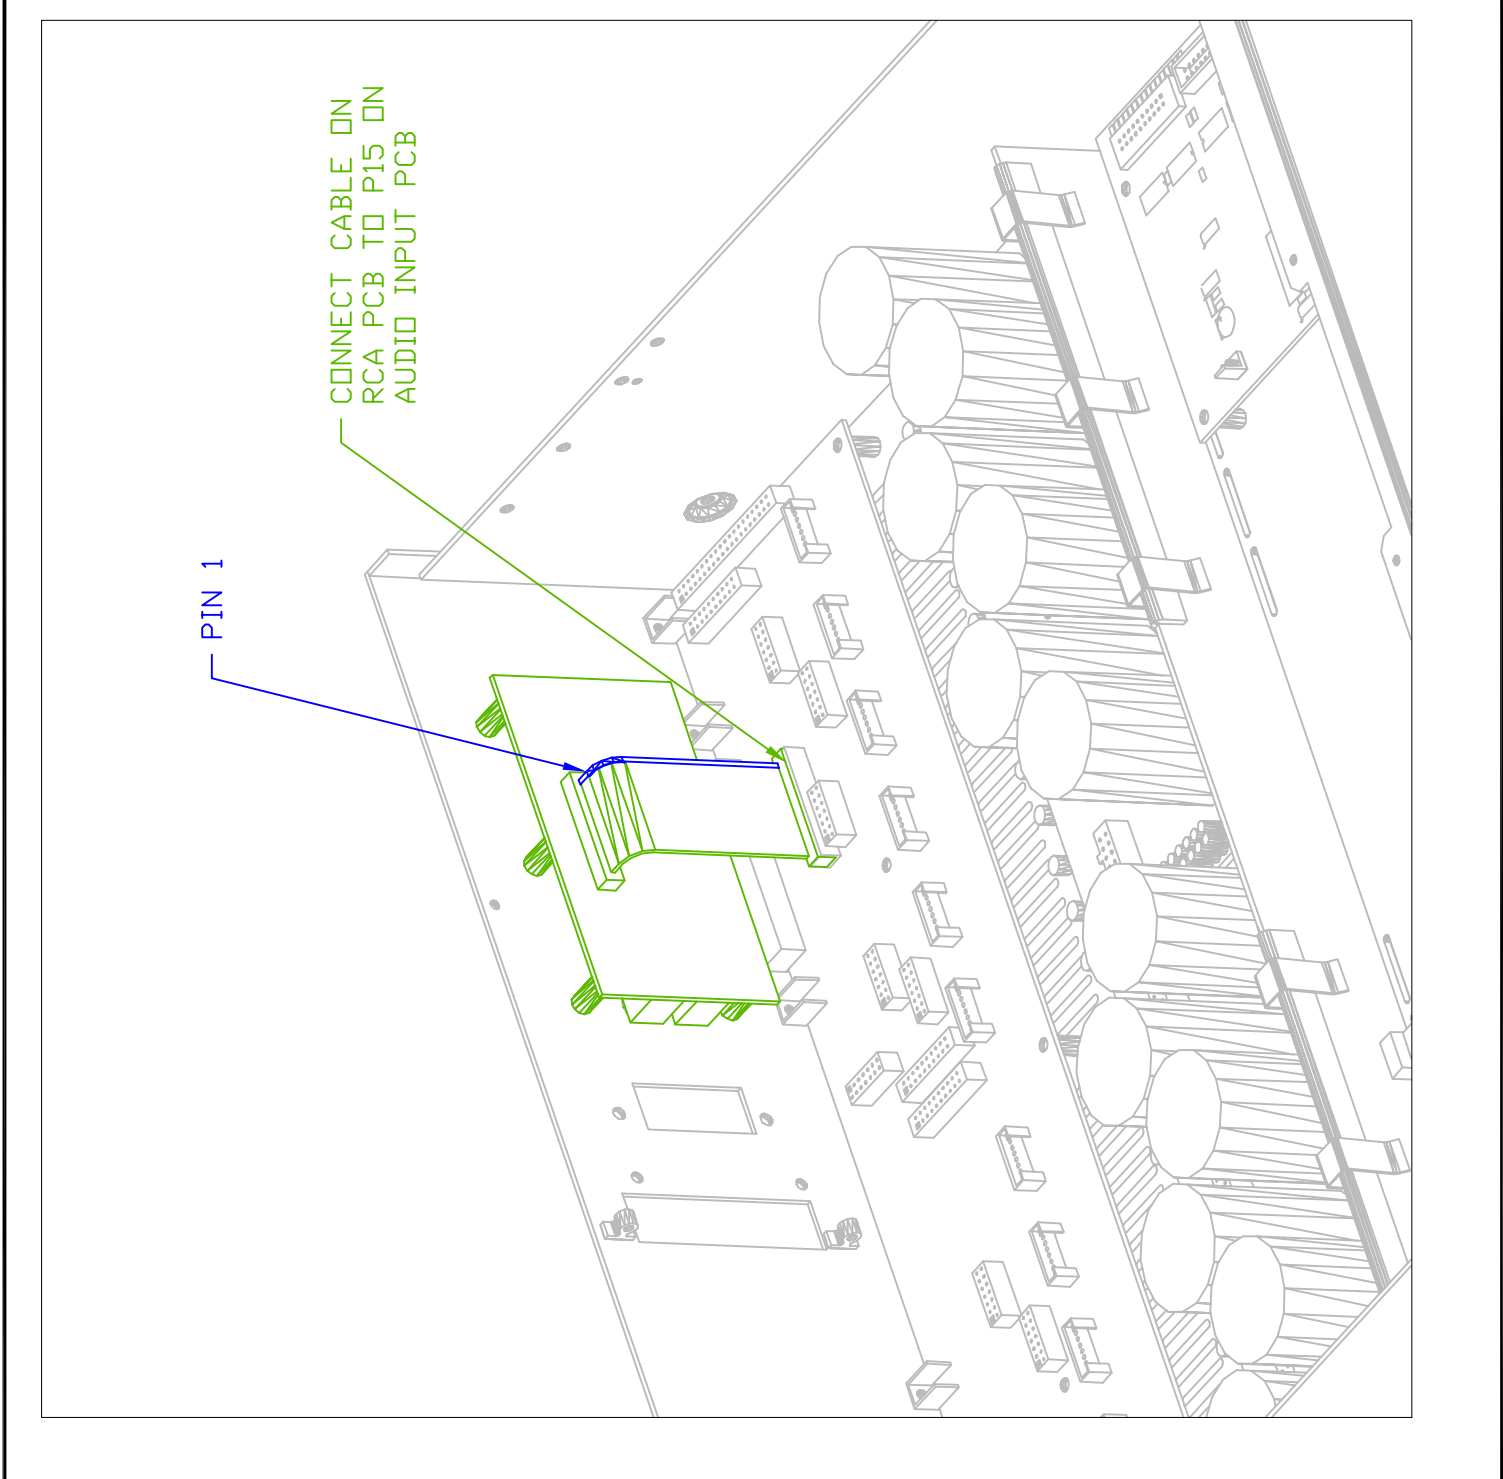 CONNECT CABLE ON
RCA PCB TO P15 ON
AUDIO INPUT PCB
PIN 1